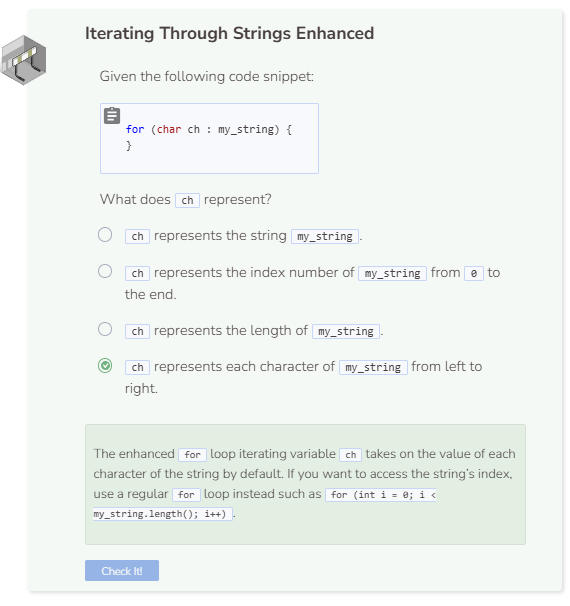 Iterating Through Strings Enhanced
Given the following code snippet:
for (char ch : my_string) {
}
What does ch represent?
ch represents the string my_string.
ch represents the index number of my_string from 0 to
the end.
ch represents the length of my_string.
ch represents each character of my_string from left to
right.
The enhanced for loop iterating variable ch takes on the value of each
character of the string by default. If you want to access the string's index,
use a regular for loop instead such as for (int i = 0; i <
my_string.length(); i++).
Check It!